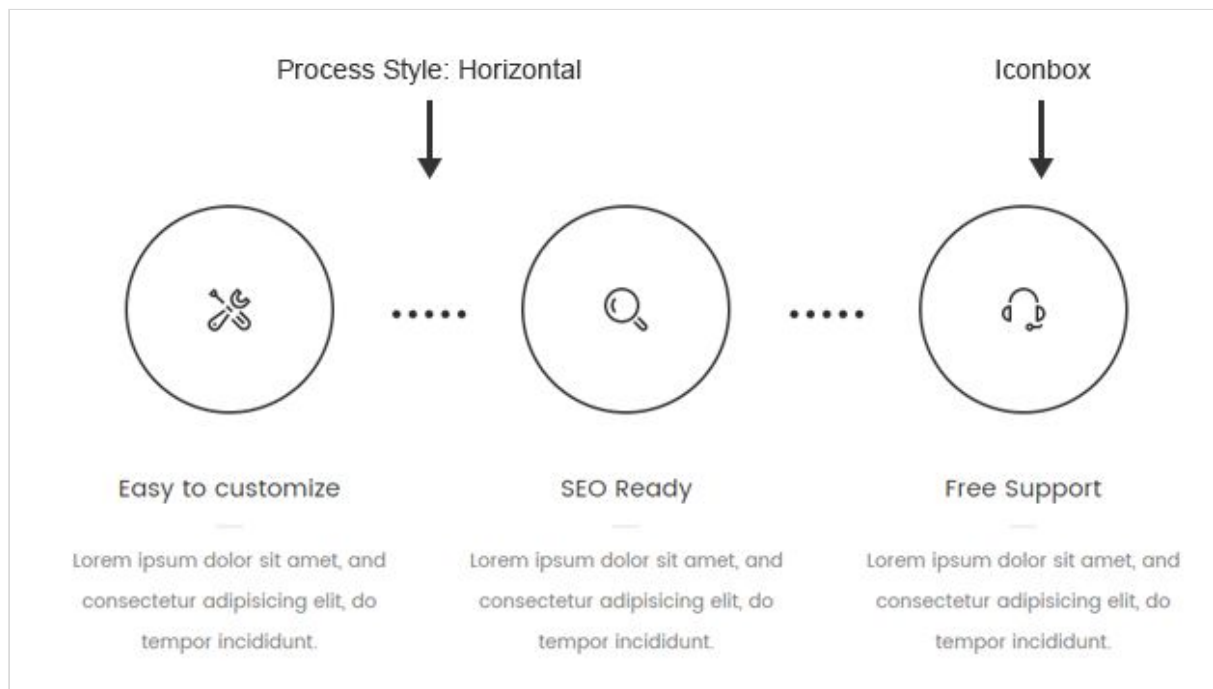 Process Style: Horizontal
Iconbox
Easy to customize
Lorem ipsum dolor sit amet, and
consectetur adipisicing elit, do
tempor incididunt.
SEO Ready
Lorem ipsum dolor sit amet, and
consectetur adipisicing elit, do
tempor incididunt.
Free Support
Lorem ipsum dolor sit amet, and
consectetur adipisicing elit, do
tempor incididunt.